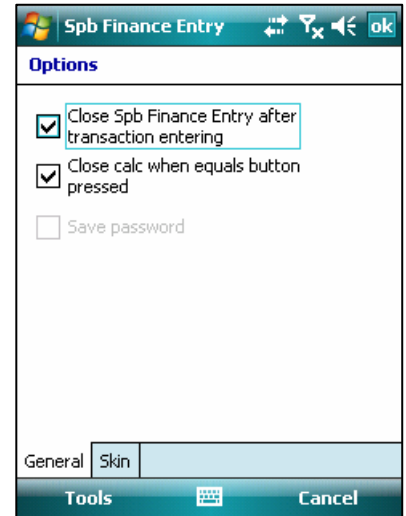 Spb Finance Entry ok
Options
Close Spb Finance Entry after
transaction entering
Close calc when equals button
pressed
Save password
General Skin
Tools Cancel